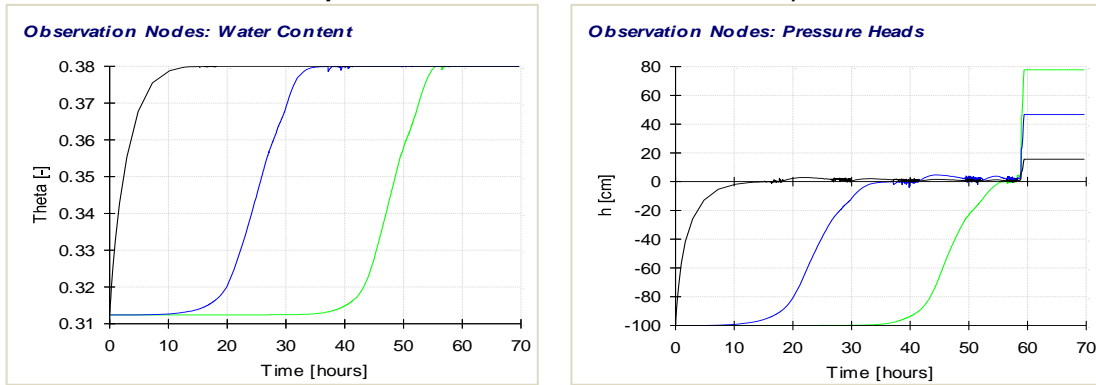 Observation Nodes: Water Content
0.38
0.37
0.35
0.34
0.33
0.32
0.31
Theta [-]
0 10 20 30 40 50 60 70
Time [hours]
Observation Nodes: Pressure Heads
80
60
40
20
0
-20
-40
-60
-80
-100
h [cm]
0 10 20 30 40 50 60 70
Time [hours]